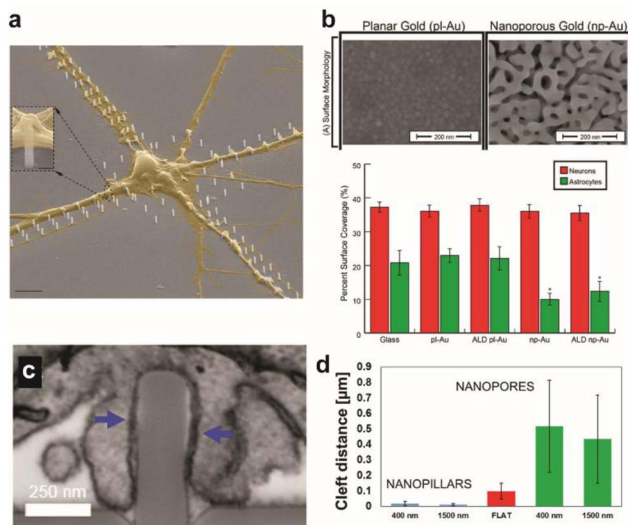 a
b
Planar Gold (pl-Au)
Nanoporous Gold (np-Au)
(A) Surface Morphology
200 nm
200 nm
Percent Surface Coverage (%)
50
40
30
20
10
0
Neurons
Astrocytes
*
*
Glass
pl-Au
ALD pl-Au
np-Au
ALD np-Au
c
250 nm
d
Cleft distance [µm]
0.9
0.8
0.7
0.6
0.5
0.4
0.3
0.2
0.1
0
NANOPORES
NANOPILLARS
400 nm
1500 nm
FLAT
400 nm
1500 nm